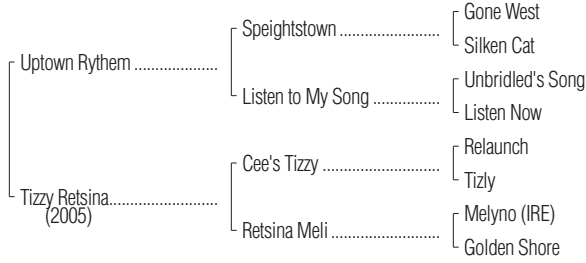 Gone West
Speightstown ....................
Silken Cat
Uptown Rythem .................
Unbridled's Song
Listen to My Song .............
Listen Now
Relaunch
Cee's Tizzy .......................
Tizly
Tizzy Retsina......................
(2005)
Melyno (IRE)
Retsina Meli ......................
Golden Shore